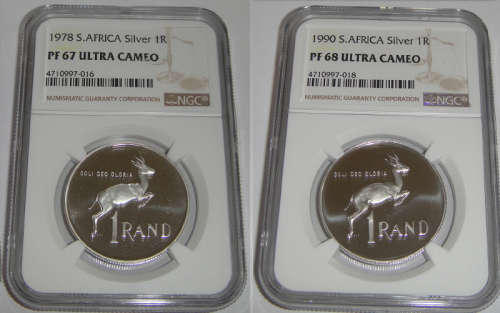 1978 S.AFRICA Silver 1R
PF 67 ULTRA CAMEO
4710997-016
NUMISMATIC GUARANTY CORPORATION
NGC
SOLI DEO GLORIA
1 RAND
1990 S.AFRICA Silver 1R
PF 68 ULTRA CAMEO
4710997-018
NUMISMATIC GUARANTY CORPORATION
NGC
SOLI DEO GLORIA
1 RAND